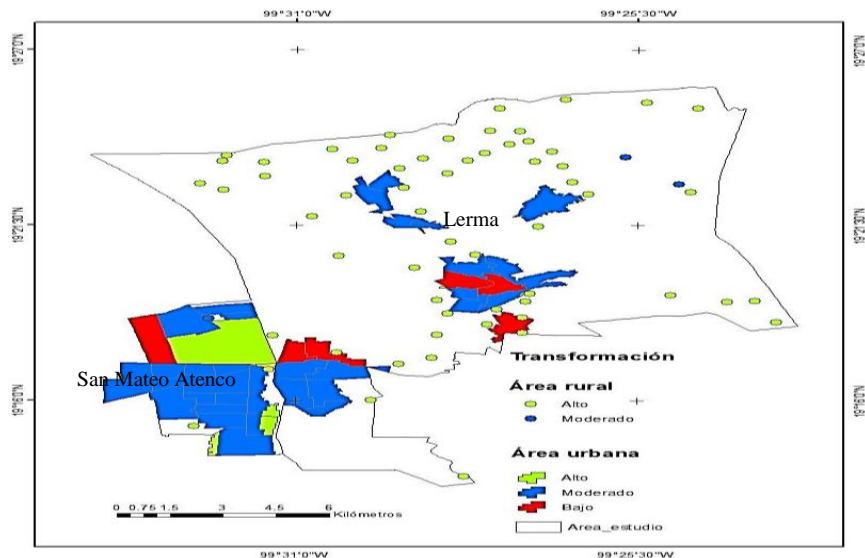 99°31'0"W 99°25'30"W
19°27'0"N 19°27'0"N
Lerma
19°21'30"N 19°21'30"N
San Mateo Atenco
19°16'0"N 19°16'0"N
Transformación
Área rural
Alto
Moderado
Área urbana
Alto
Moderado
Bajo
Area_estudio
0 0.75 1.5 3 4.5 6
Kilómetros
99°31'0"W 99°25'30"W